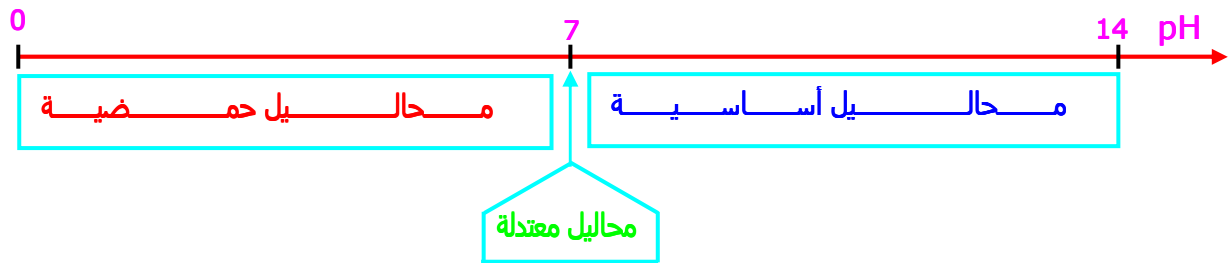 0 7 14 pH
محاليل حمضية محاليل أساسية
محاليل معتدلة